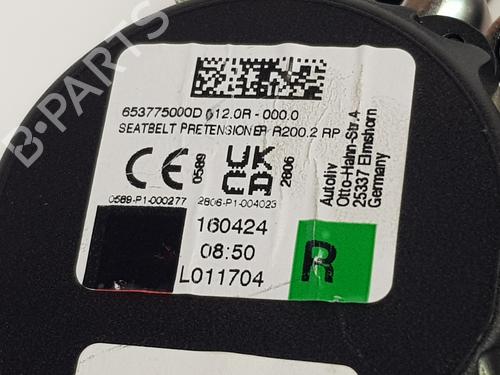 653775000D 612.0R - 000.0
SEATBELT PRETENSIONER R200.2 RP
CE 0589
UK CA 2806
0589-P1-000277
2806-P1-004023
Autoliv
Otto-Hahn-Str.4
25337 Elmshorn
Germany
160424
08:50
L011704
R
B-PARTS